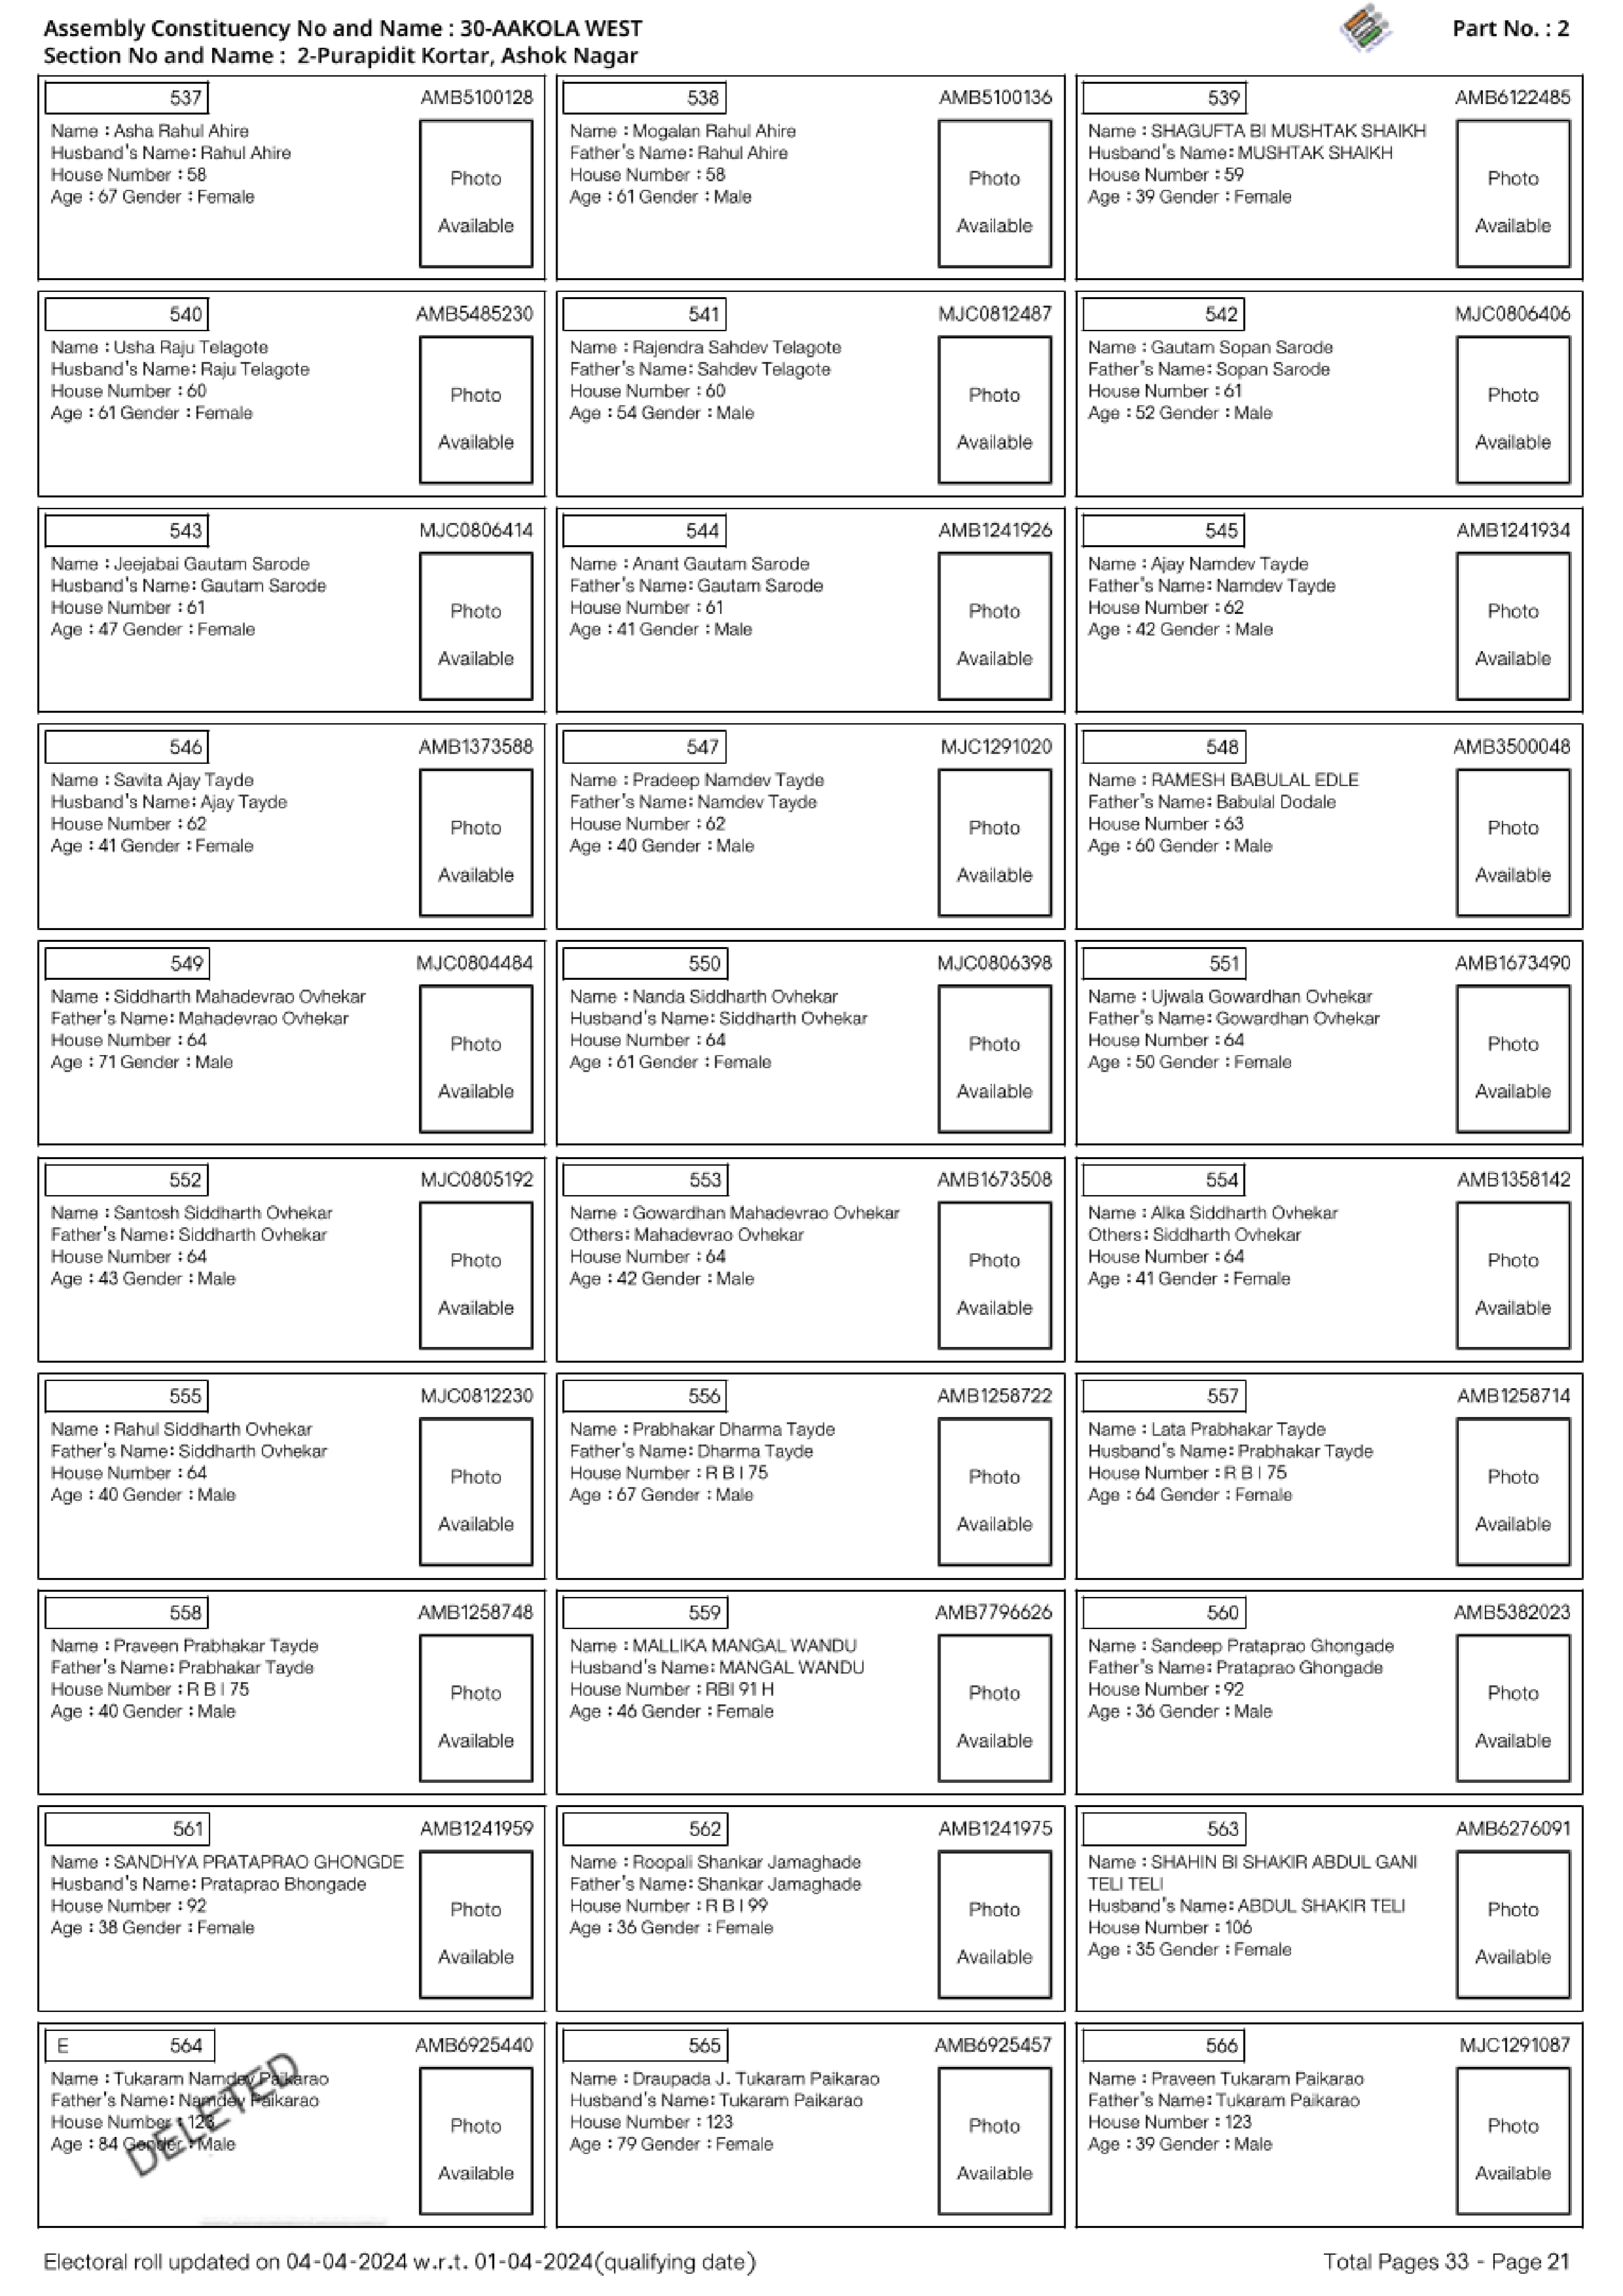 Assembly Constituency No and Name : 30-AAKOLA WEST
Part No. : 2
Section No and Name : 2-Purapidit Kortar, Ashok Nagar
537 AMB5100128
Name : Asha Rahul Ahire
Husband's Name: Rahul Ahire
House Number : 58
Age : 67 Gender : Female
Photo
Available
538 AMB5100136
Name : Mogalan Rahul Ahire
Father's Name: Rahul Ahire
House Number : 58
Age : 61 Gender : Male
Photo
Available
539 AMB6122485
Name : SHAGUFTA BI MUSHTAK SHAIKH
Husband's Name: MUSHTAK SHAIKH
House Number : 59
Age : 39 Gender : Female
Photo
Available
540 AMB5485230
Name : Usha Raju Telagote
Husband's Name: Raju Telagote
House Number : 60
Age : 61 Gender : Female
Photo
Available
541 MJC0812487
Name : Rajendra Sahdev Telagote
Father's Name: Sahdev Telagote
House Number : 60
Age : 54 Gender : Male
Photo
Available
542 MJC0806406
Name : Gautam Sopan Sarode
Father's Name: Sopan Sarode
House Number : 61
Age : 52 Gender : Male
Photo
Available
543 MJC0806414
Name : Jeejabai Gautam Sarode
Husband's Name: Gautam Sarode
House Number : 61
Age : 47 Gender : Female
Photo
Available
544 AMB1241926
Name : Anant Gautam Sarode
Father's Name: Gautam Sarode
House Number : 61
Age : 41 Gender : Male
Photo
Available
545 AMB1241934
Name : Ajay Namdev Tayde
Father's Name: Namdev Tayde
House Number : 62
Age : 42 Gender : Male
Photo
Available
546 AMB1373588
Name : Savita Ajay Tayde
Husband's Name: Ajay Tayde
House Number : 62
Age : 41 Gender : Female
Photo
Available
547 MJC1291020
Name : Pradeep Namdev Tayde
Father's Name: Namdev Tayde
House Number : 62
Age : 40 Gender : Male
Photo
Available
548 AMB3500048
Name : RAMESH BABULAL EDLE
Father's Name: Babulal Dodale
House Number : 63
Age : 60 Gender : Male
Photo
Available
549 MJC0804484
Name : Siddharth Mahadevrao Ovhekar
Father's Name: Mahadevrao Ovhekar
House Number : 64
Age : 71 Gender : Male
Photo
Available
550 MJC0806398
Name : Nanda Siddharth Ovhekar
Husband's Name: Siddharth Ovhekar
House Number : 64
Age : 61 Gender : Female
Photo
Available
551 AMB1673490
Name : Ujwala Gowardhan Ovhekar
Father's Name: Gowardhan Ovhekar
House Number : 64
Age : 50 Gender : Female
Photo
Available
552 MJC0805192
Name : Santosh Siddharth Ovhekar
Father's Name: Siddharth Ovhekar
House Number : 64
Age : 43 Gender : Male
Photo
Available
553 AMB1673508
Name : Gowardhan Mahadevrao Ovhekar
Others: Mahadevrao Ovhekar
House Number : 64
Age : 42 Gender : Male
Photo
Available
554 AMB1358142
Name : Alka Siddharth Ovhekar
Others: Siddharth Ovhekar
House Number : 64
Age : 41 Gender : Female
Photo
Available
555 MJC0812230
Name : Rahul Siddharth Ovhekar
Father's Name: Siddharth Ovhekar
House Number : 64
Age : 40 Gender : Male
Photo
Available
556 AMB1258722
Name : Prabhakar Dharma Tayde
Father's Name: Dharma Tayde
House Number : R B I 75
Age : 67 Gender : Male
Photo
Available
557 AMB1258714
Name : Lata Prabhakar Tayde
Husband's Name: Prabhakar Tayde
House Number : R B I 75
Age : 64 Gender : Female
Photo
Available
558 AMB1258748
Name : Praveen Prabhakar Tayde
Father's Name: Prabhakar Tayde
House Number : R B I 75
Age : 40 Gender : Male
Photo
Available
559 AMB7796626
Name : MALLIKA MANGAL WANDU
Husband's Name: MANGAL WANDU
House Number : RBI 91 H
Age : 46 Gender : Female
Photo
Available
560 AMB5382023
Name : Sandeep Prataprao Ghongade
Father's Name: Prataprao Ghongade
House Number : 92
Age : 36 Gender : Male
Photo
Available
561 AMB1241959
Name : SANDHYA PRATAPRAO GHONGDE
Husband's Name: Prataprao Bhongade
House Number : 92
Age : 38 Gender : Female
Photo
Available
562 AMB1241975
Name : Roopali Shankar Jamaghade
Father's Name: Shankar Jamaghade
House Number : R B I 99
Age : 36 Gender : Female
Photo
Available
563 AMB6276091
Name : SHAHIN BI SHAKIR ABDUL GANI
TELI TELI
Husband's Name: ABDUL SHAKIR TELI
House Number : 106
Age : 35 Gender : Female
Photo
Available
E 564 AMB6925440
Name : Tukaram Namdev Paikarao
Father's Name: Namdev Paikarao
House Number : 123
Age : 84 Gender : Male
DELETED
Photo
Available
565 AMB6925457
Name : Draupada J. Tukaram Paikarao
Husband's Name: Tukaram Paikarao
House Number : 123
Age : 79 Gender : Female
Photo
Available
566 MJC1291087
Name : Praveen Tukaram Paikarao
Father's Name: Tukaram Paikarao
House Number : 123
Age : 39 Gender : Male
Photo
Available
Electoral roll updated on 04-04-2024 w.r.t. 01-04-2024(qualifying date)
Total Pages 33 - Page 21